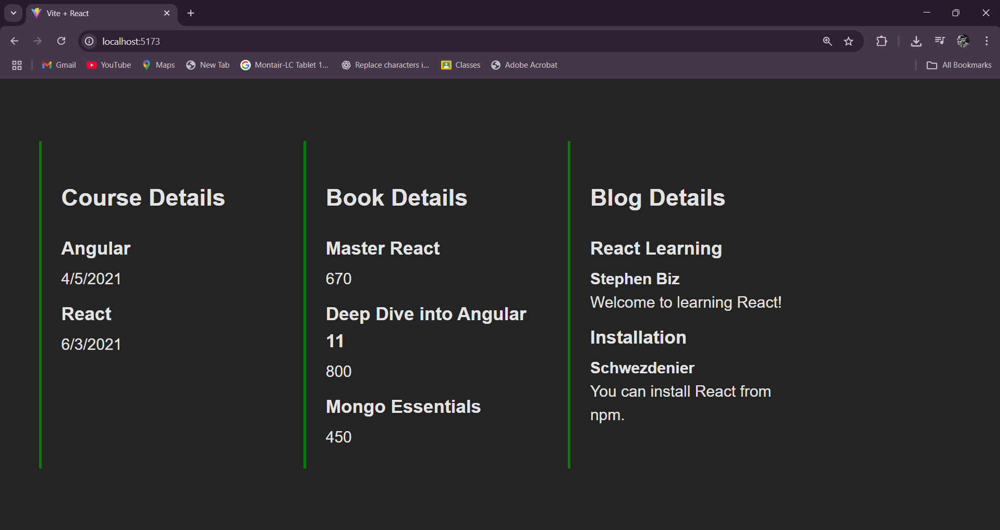 Vite + React
localhost:5173
Gmail
YouTube
Maps
New Tab
Montair-LC Tablet 1...
Replace characters i...
Classes
Adobe Acrobat
All Bookmarks
Course Details
Angular
4/5/2021
React
6/3/2021
Book Details
Master React
670
Deep Dive into Angular
11
800
Mongo Essentials
450
Blog Details
React Learning
Stephen Biz
Welcome to learning React!
Installation
Schwezdenier
You can install React from
npm.